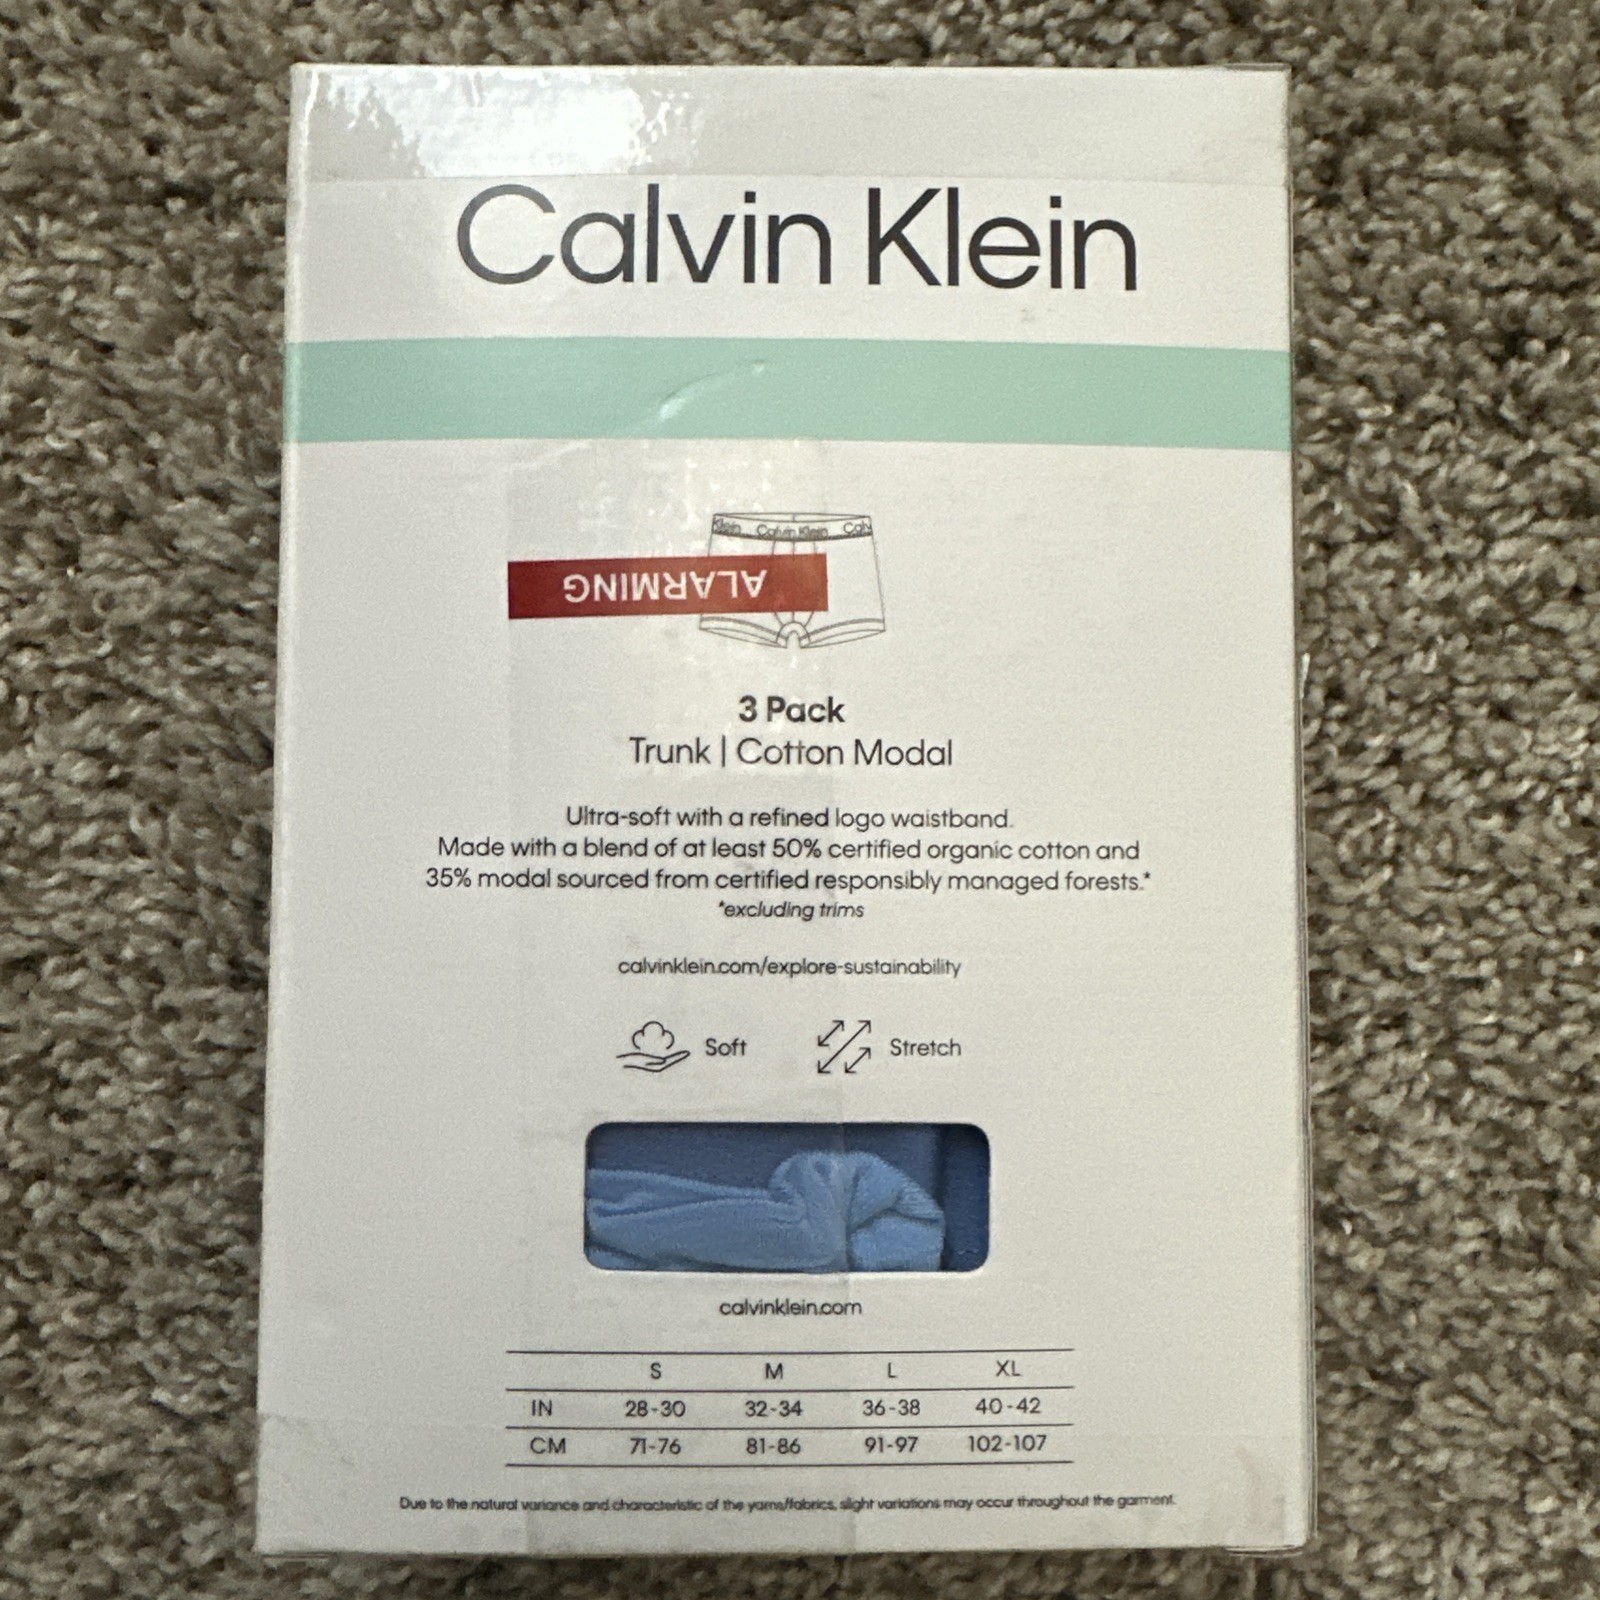 Calvin Klein
Klein Calvin Klein Calv
ALARMING
3 Pack
Trunk | Cotton Modal
Ultra-soft with a refined logo waistband.
Made with a blend of at least 50% certified organic cotton and
35% modal sourced from certified responsibly managed forests.*
*excluding trims
calvinklein.com/explore-sustainability
Soft Stretch
calvinklein.com
S M L XL
IN 28-30 32-34 36-38 40-42
CM 71-76 81-86 91-97 102-107
Due to the natural variance and characteristic of the yarns/fabrics, slight variations may occur throughout the garment.